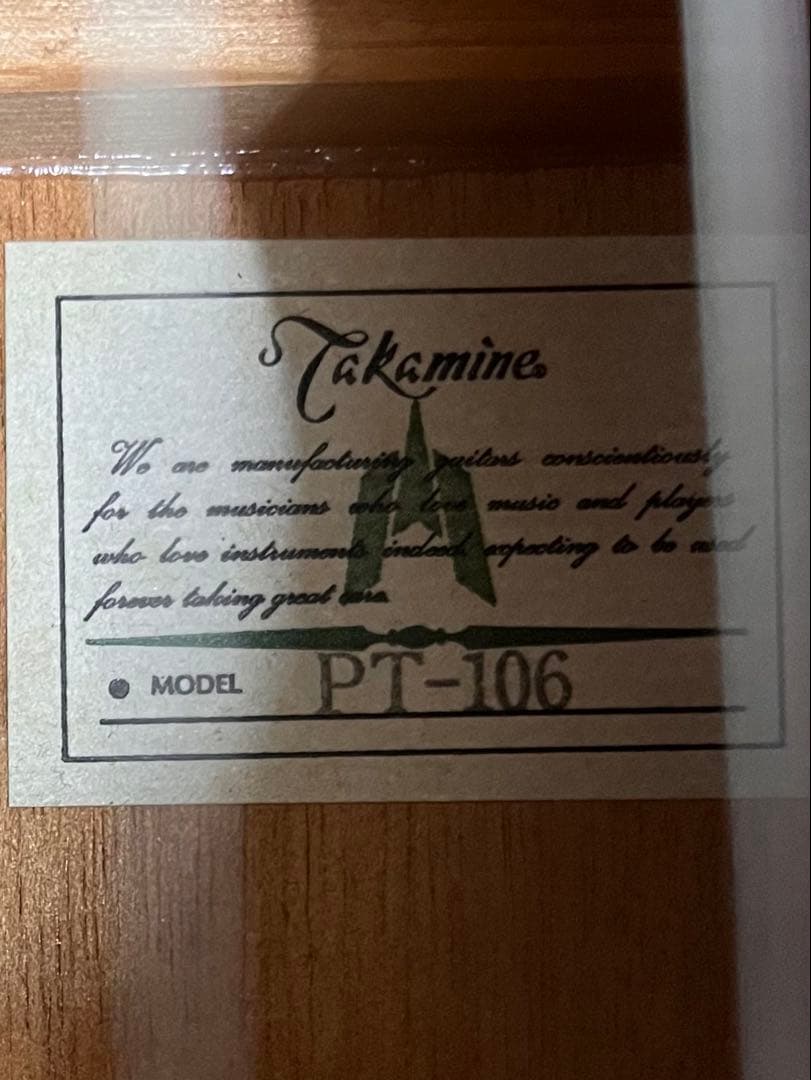 Takamine®
We are manufacturing guitars conscientiously
for the musicians who love music and players
who love instruments indeed, expecting to be used
forever taking great care.
● MODEL PT-106